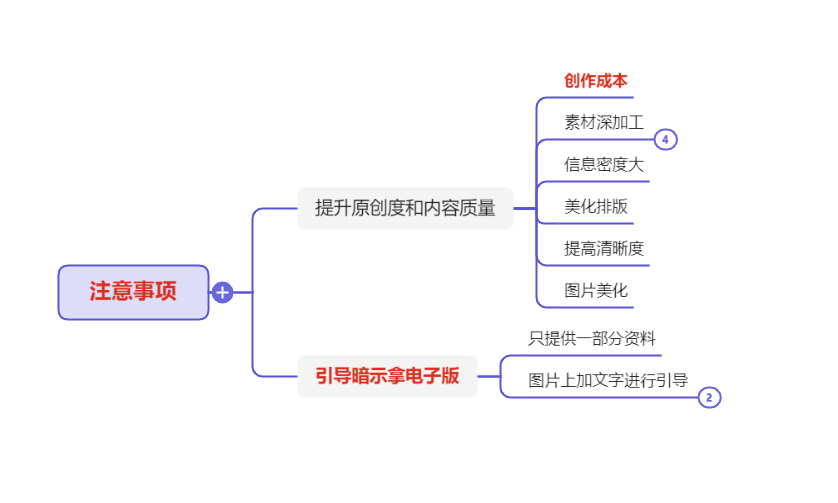 注意事项
提升原创度和内容质量
创作成本
素材深加工
4
信息密度大
美化排版
提高清晰度
图片美化
引导暗示拿电子版
只提供一部分资料
图片上加文字进行引导
2